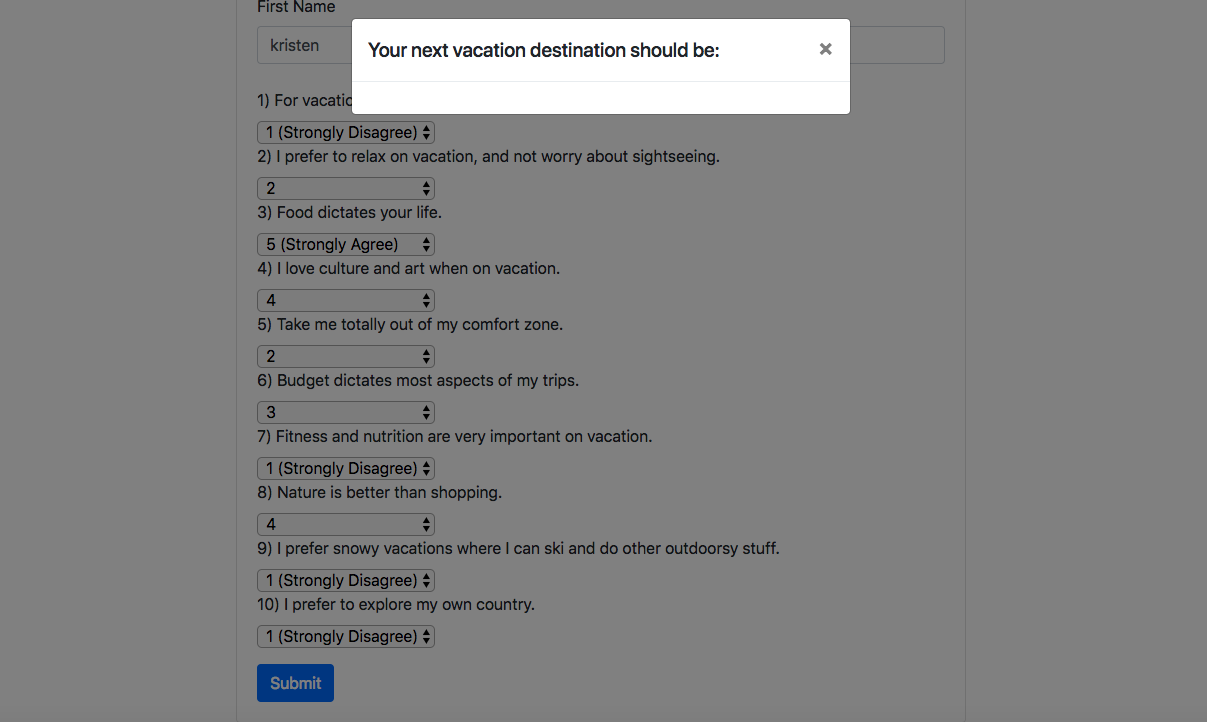 First Name
kristen
Your next vacation destination should be:
×
1) For
1 (Strongly Disagree)
2) I prefer to relax on vacation, and not worry about sightseeing.
2
3) Food dictates your life.
5 (Strongly Agree)
4) I love culture and art when on vacation.
4
5) Take me totally out of my comfort zone.
2
6) Budget dictates most aspects of my trips.
3
7) Fitness and nutrition are very important on vacation.
1 (Strongly Disagree)
8) Nature is better than shopping.
4
9) I prefer snowy vacations where I can ski and do other outdoorsy stuff.
1 (Strongly Disagree)
10) I prefer to explore my own country.
1 (Strongly Disagree)
Submit